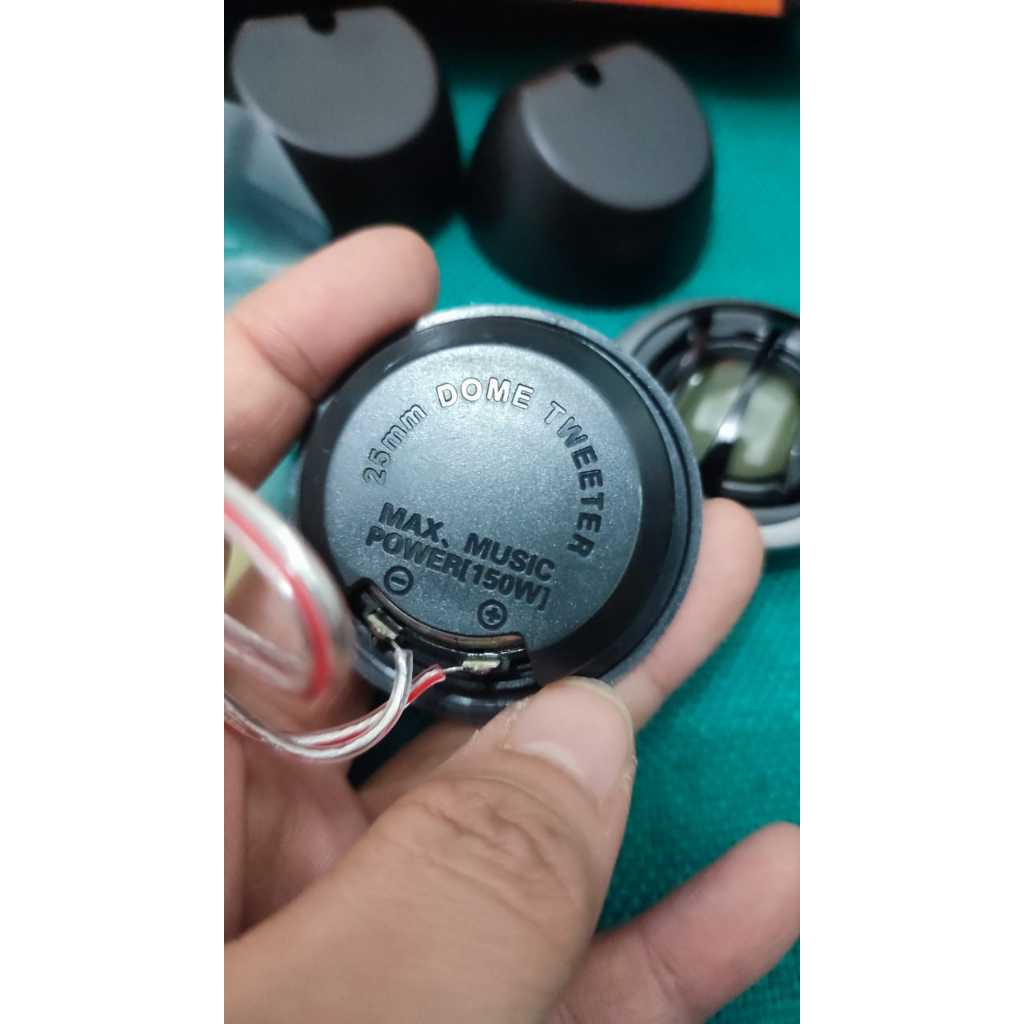 25mm DOME TWEETER
MAX. MUSIC
POWER[150W]
- +